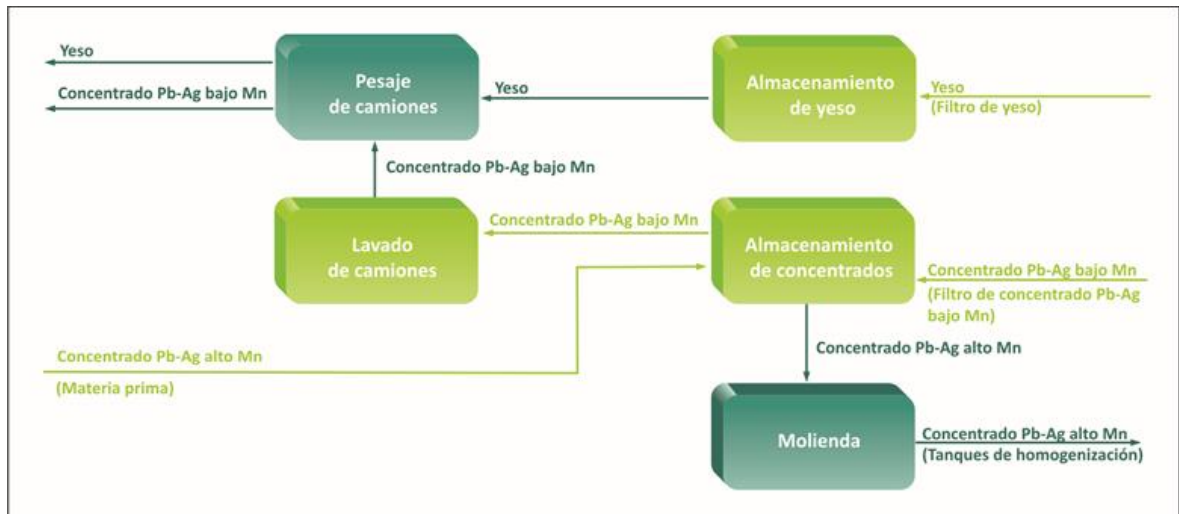 Yeso
Concentrado Pb-Ag bajo Mn
Pesaje
de camiones
Yeso
Almacenamiento
de yeso
Yeso
(Filtro de yeso)
Concentrado Pb-Ag bajo Mn
Lavado
de camiones
Concentrado Pb-Ag bajo Mn
Almacenamiento
de concentrados
Concentrado Pb-Ag bajo Mn
(Filtro de concentrado Pb-Ag
bajo Mn)
Concentrado Pb-Ag alto Mn
(Materia prima)
Concentrado Pb-Ag alto Mn
Molienda
Concentrado Pb-Ag alto Mn
(Tanques de homogenización)